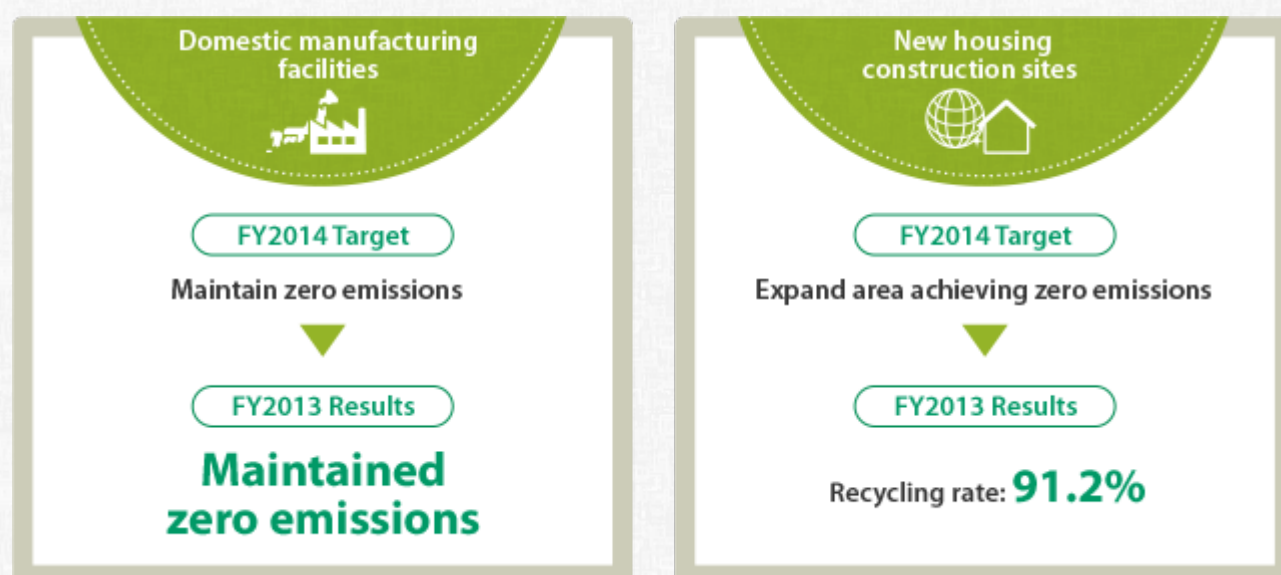 Domestic manufacturing
facilities
FY2014 Target
Maintain zero emissions
FY2013 Results
Maintained
zero emissions
New housing
construction sites
FY2014 Target
Expand area achieving zero emissions
FY2013 Results
Recycling rate: 91.2%